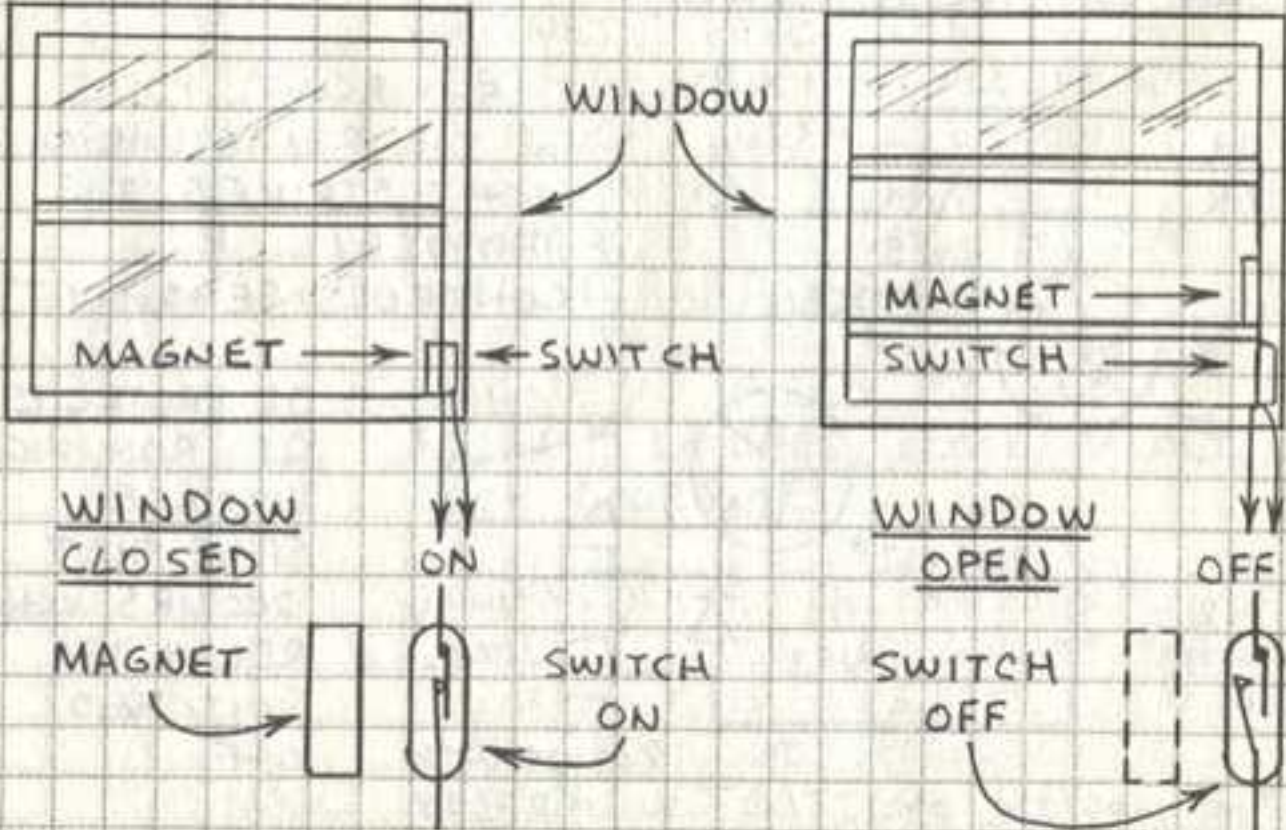 WINDOW
MAGNET
SWITCH
MAGNET
SWITCH
WINDOW
CLOSED
ON
WINDOW
OPEN
OFF
MAGNET
SWITCH
ON
SWITCH
OFF